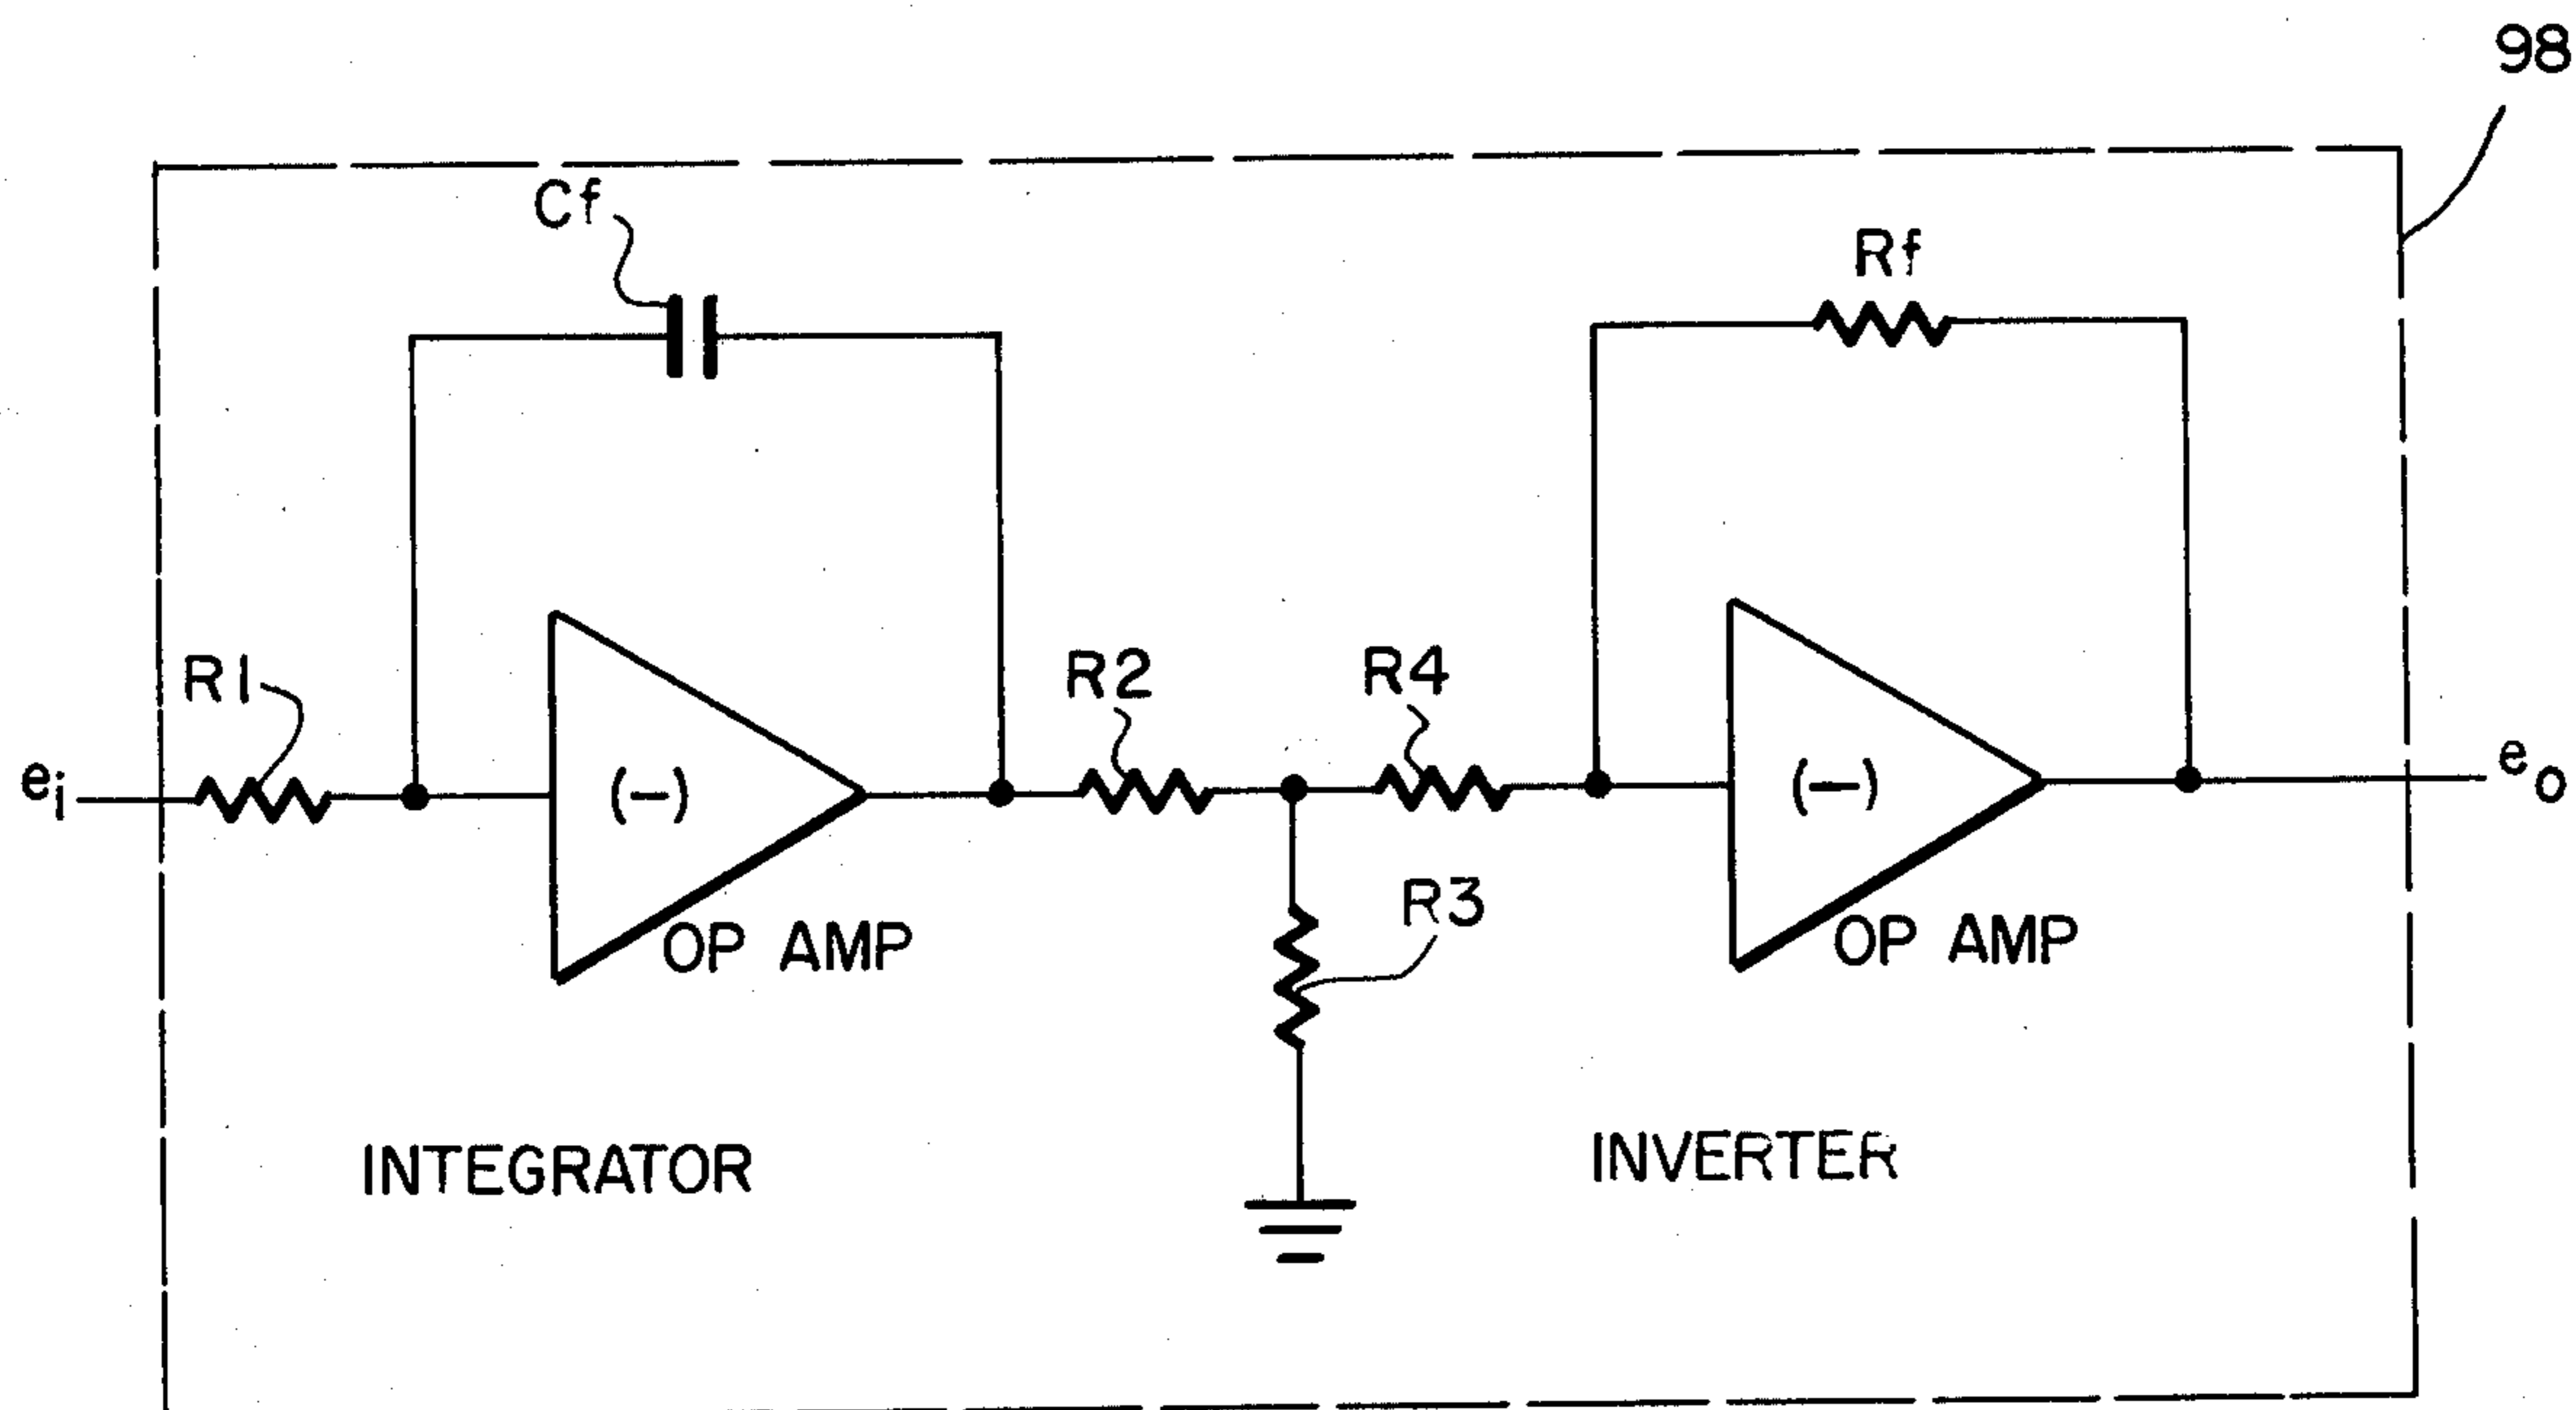 98
Cf
Rf
R1
R2
R4
ei
(−)
(−)
eo
R3
OP AMP
OP AMP
INTEGRATOR
INVERTER